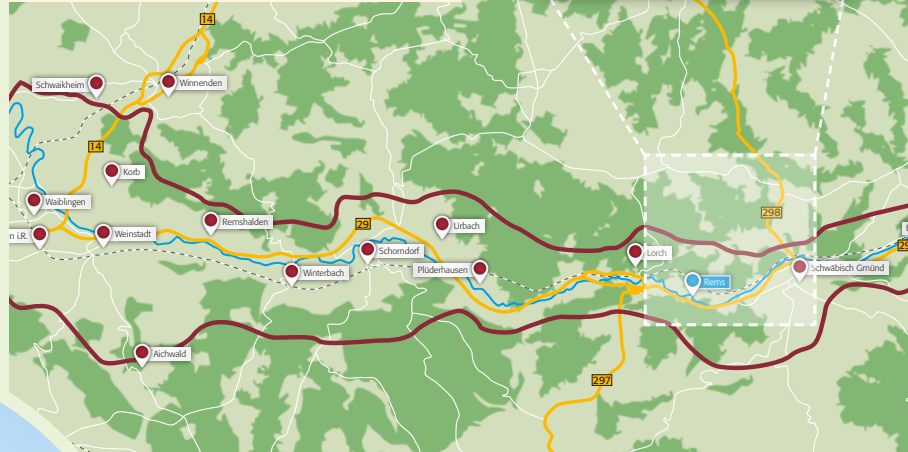 14
Schwaikheim
Winnenden
14
Korb
Waiblingen
n i.R.
Weinstadt
Remshalden
29
Urbach
298
Schorndorf
Winterbach
Plüderhausen
Lorch
Rems
Schwäbisch Gmünd
Aichwald
297